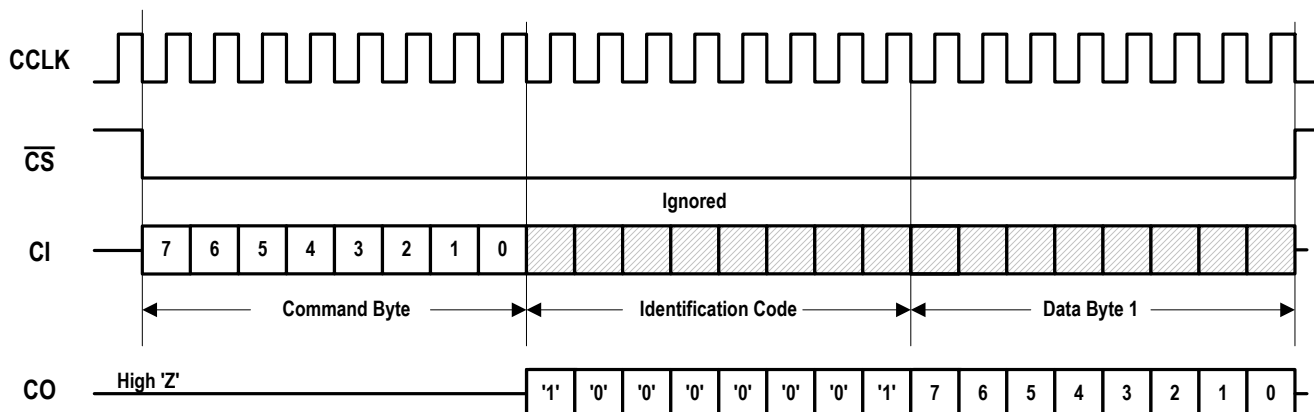 CCLK
CS
Ignored
CI 7 6 5 4 3 2 1 0
Command Byte Identification Code Data Byte 1
High 'Z'
CO '1' '0' '0' '0' '0' '0' '0' '1' 7 6 5 4 3 2 1 0